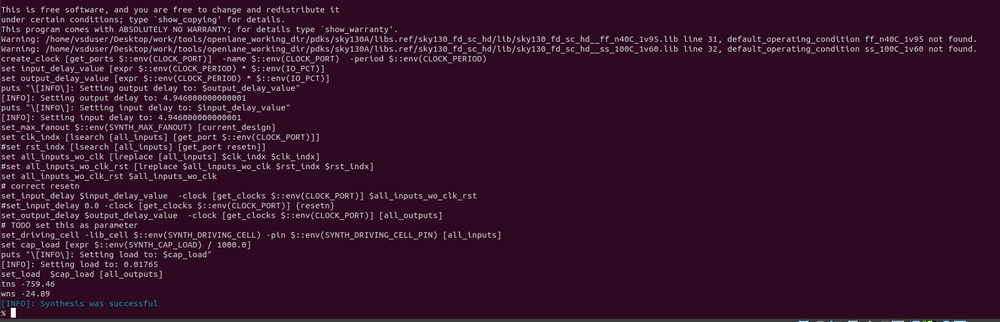 This is free software, and you are free to change and redistribute it
under certain conditions; type `show_copying' for details.
This program comes with ABSOLUTELY NO WARRANTY; for details type `show_warranty'.
Warning: /home/vsduser/Desktop/work/tools/openlane_working_dir/pdks/sky130A/libs.ref/sky130_fd_sc_hd/lib/sky130_fd_sc_hd__ff_n40C_1v95.lib line 31, default_operating_condition ff_n40C_1v95 not found.
Warning: /home/vsduser/Desktop/work/tools/openlane_working_dir/pdks/sky130A/libs.ref/sky130_fd_sc_hd/lib/sky130_fd_sc_hd__ss_100C_1v60.lib line 32, default_operating_condition ss_100C_1v60 not found.
create_clock [get_ports $::env(CLOCK_PORT)]  -name $::env(CLOCK_PORT)  -period $::env(CLOCK_PERIOD)
set input_delay_value [expr $::env(CLOCK_PERIOD) * $::env(IO_PCT)]
set output_delay_value [expr $::env(CLOCK_PERIOD) * $::env(IO_PCT)]
puts "\[INFO\]: Setting output delay to: $output_delay_value"
[INFO]: Setting output delay to: 4.946000000000001
puts "\[INFO\]: Setting input delay to: $input_delay_value"
[INFO]: Setting input delay to: 4.946000000000001
set_max_fanout $::env(SYNTH_MAX_FANOUT) [current_design]
set clk_indx [lsearch [all_inputs] [get_port $::env(CLOCK_PORT)]]
#set rst_indx [lsearch [all_inputs] [get_port resetn]]
set all_inputs_wo_clk [lreplace [all_inputs] $clk_indx $clk_indx]
#set all_inputs_wo_clk_rst [lreplace $all_inputs_wo_clk $rst_indx $rst_indx]
set all_inputs_wo_clk_rst $all_inputs_wo_clk
# correct resetn
set_input_delay $input_delay_value  -clock [get_clocks $::env(CLOCK_PORT)] $all_inputs_wo_clk_rst
#set_input_delay 0.0 -clock [get_clocks $::env(CLOCK_PORT)] {resetn}
set_output_delay $output_delay_value  -clock [get_clocks $::env(CLOCK_PORT)] [all_outputs]
# TODO set this as parameter
set_driving_cell -lib_cell $::env(SYNTH_DRIVING_CELL) -pin $::env(SYNTH_DRIVING_CELL_PIN) [all_inputs]
set cap_load [expr $::env(SYNTH_CAP_LOAD) / 1000.0]
puts "\[INFO\]: Setting load to: $cap_load"
[INFO]: Setting load to: 0.01765
set_load  $cap_load [all_outputs]
tns -759.46
wns -24.89
[INFO]: Synthesis was successful
%